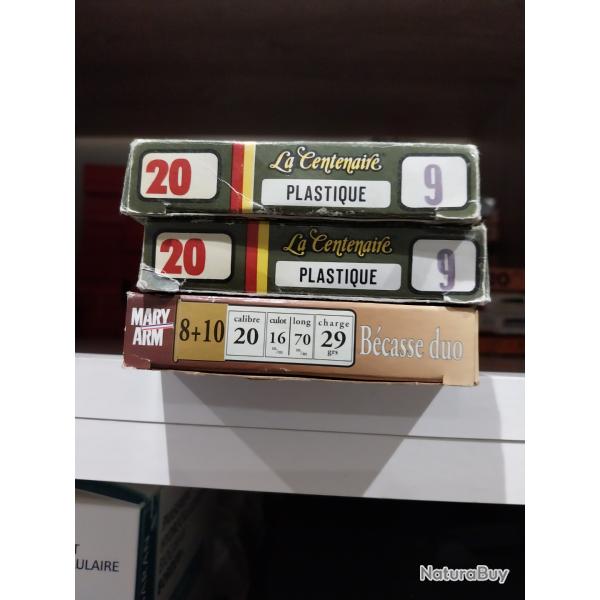 20 La Centenaire 9
PLASTIQUE
20 La Centenaire 9
PLASTIQUE
MARY ARM 8+10 calibre 20 culot 16 m/m long 70 m/m charge 29 grs Bécasse duo
ULAIRE
NaturaBuy